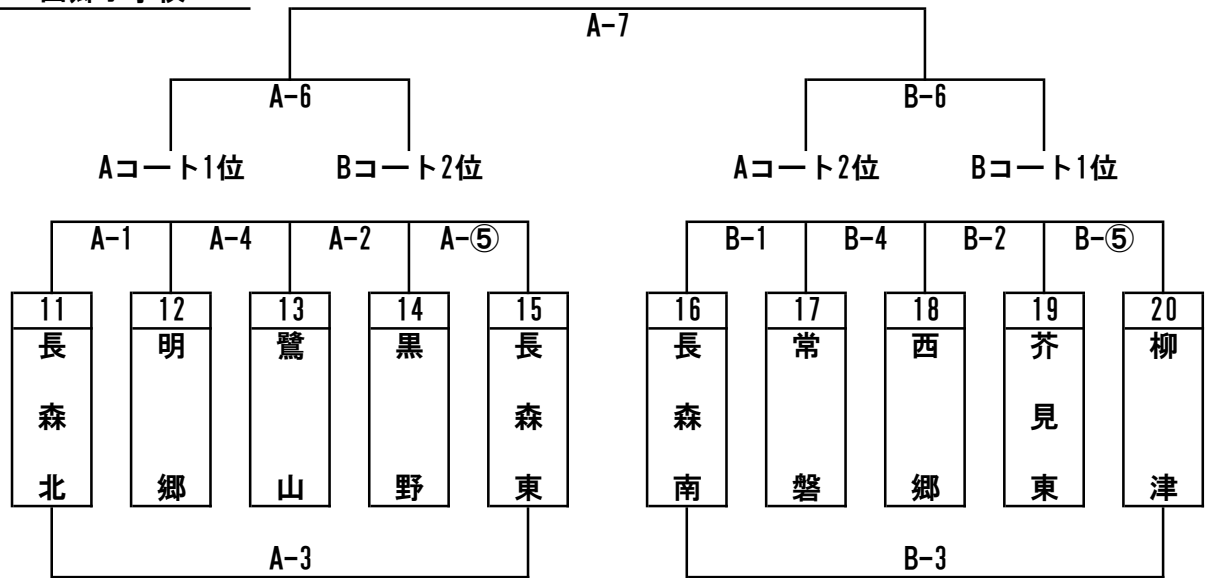 A-7
A-6
B-6
Aコート1位 Bコート2位 Aコート2位 Bコート1位
A-1 A-4 A-2 A-⑤ B-1 B-4 B-2 B-⑤
11 12 13 14 15 16 17 18 19 20
長森北 明郷 鷺山 黒野 長森東 長森南 常磐 西郷 芥見東 柳津
A-3 B-3